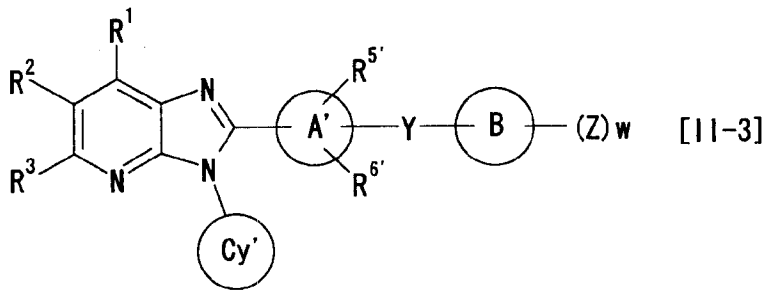 R¹
R²
R³
N
N
N
Cy'
R⁵'
A'
R⁶'
Y
B
(Z)w
[II-3]